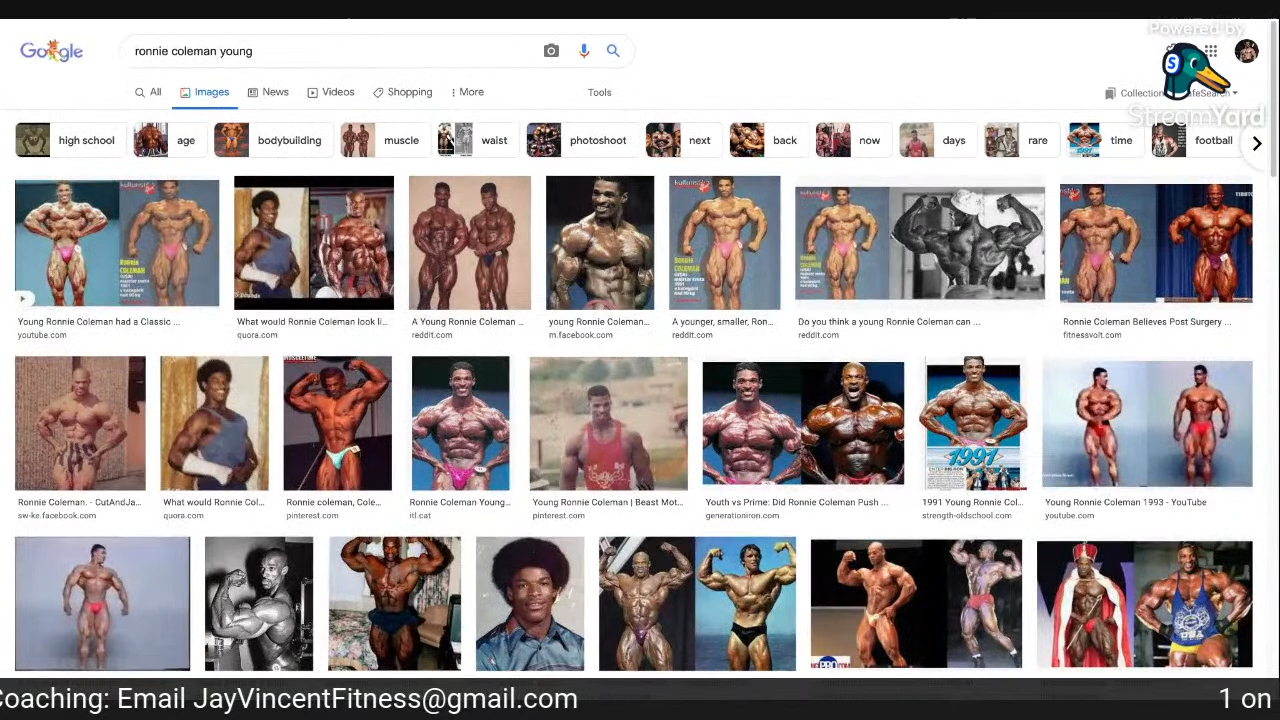 Powered by
Google
ronnie coleman young
All
Images
News
Videos
Shopping
More
Tools
Collection
StreamYard
high school
age
bodybuilding
muscle
waist
photoshoot
next
back
now
days
rare
time
football
Young Ronnie Coleman had a Classic ...
youtube.com
What would Ronnie Coleman look li...
quora.com
A Young Ronnie Coleman ...
reddit.com
young Ronnie Coleman...
m.facebook.com
A younger, smaller, Ron...
reddit.com
Do you think a young Ronnie Coleman can ...
reddit.com
Ronnie Coleman Believes Post Surgery ...
fitnessvolt.com
Ronnie Coleman. - CutAndJa...
sw-ke.facebook.com
What would Ronnie Col...
quora.com
Ronnie coleman, Cole...
pinterest.com
Ronnie Coleman Young...
itl.cat
Young Ronnie Coleman | Beast Mot...
pinterest.com
Youth vs Prime: Did Ronnie Coleman Push ...
generationiron.com
1991
1991 Young Ronnie Col...
strength-oldschool.com
Young Ronnie Coleman 1993 - YouTube
youtube.com
USA
Coaching: Email JayVincentFitness@gmail.com
1 on